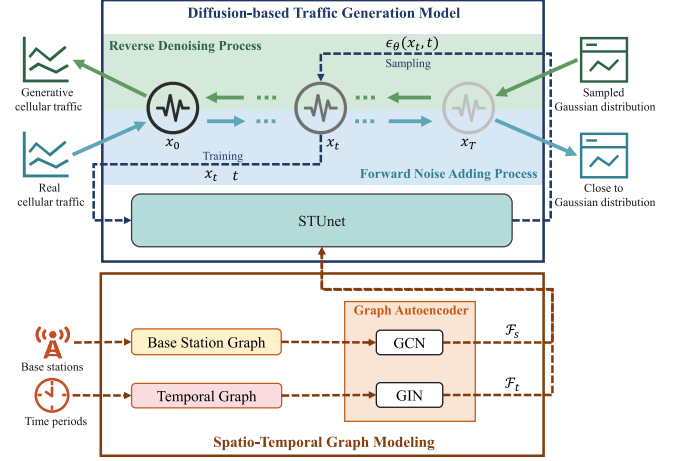 Diffusion-based Traffic Generation Model
Reverse Denoising Process
ϵθ(xt, t)
Sampling
Generative
cellular traffic
Sampled
Gaussian distribution
x0
xt
xT
Training
xt t
Real
cellular traffic
Forward Noise Adding Process
Close to
Gaussian distribution
STUnet
Graph Autoencoder
Base stations
Base Station Graph
GCN
ℱs
Time periods
Temporal Graph
GIN
ℱt
Spatio-Temporal Graph Modeling